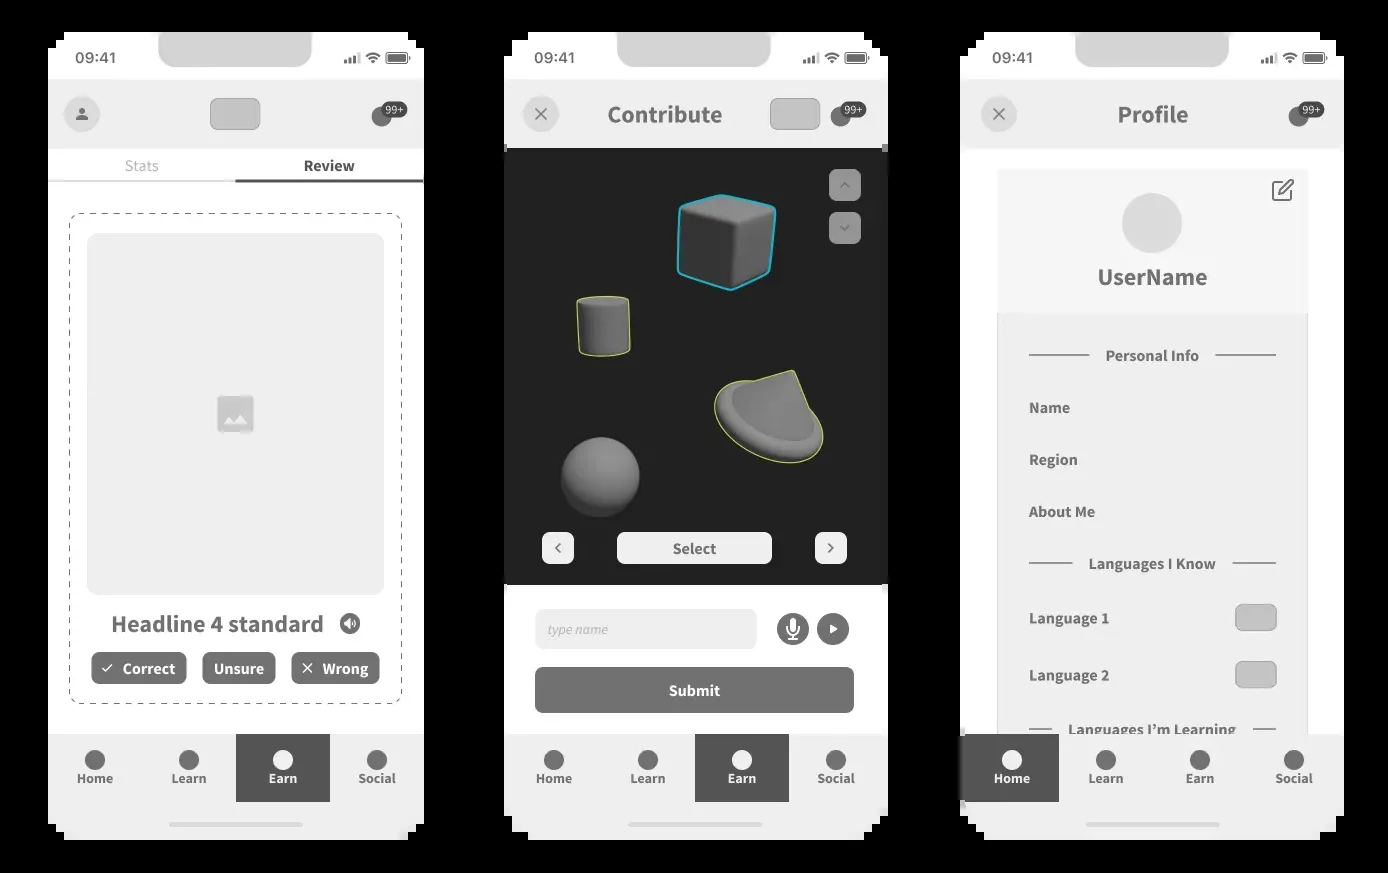 09:41
99+
Stats
Review
Headline 4 standard
Correct
Unsure
Wrong
Home
Learn
Earn
Social
09:41
Contribute
99+
Select
type name
Submit
Home
Learn
Earn
Social
09:41
Profile
99+
UserName
Personal Info
Name
Region
About Me
Languages I Know
Language 1
Language 2
Languages I'm Learning
Home
Learn
Earn
Social